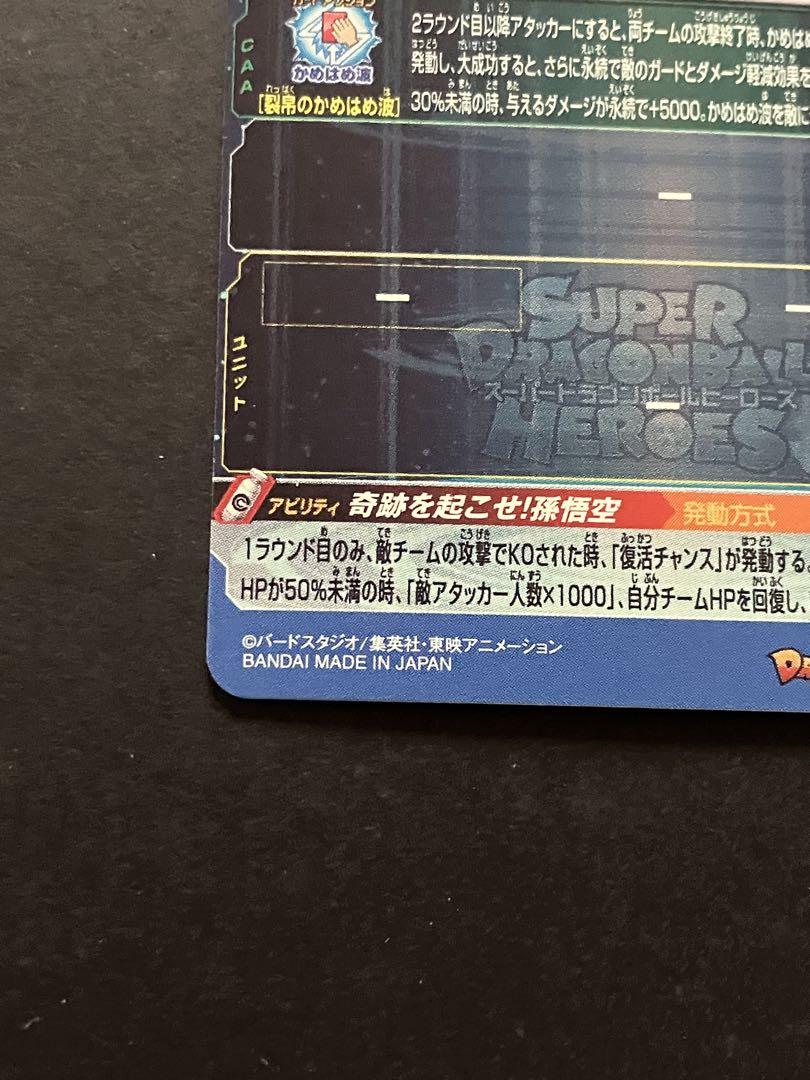 CAA
かめはめ波
[裂帛のかめはめ波]
2ラウンド目以降アタッカーにすると、両チームの攻撃終了時、かめはめ
発動し、大成功すると、さらに永続で敵のガードとダメージ軽減効果を
30%未満の時、与えるダメージが永続で+5000。かめはめ波を敵に
ー
ユニット
ー
SUPER
DRAGONBALL
スーパードラゴンボールヒーローズ
HEROES
アビリティ 奇跡を起こせ!孫悟空 発動方式
1ラウンド目のみ、敵チームの攻撃でKOされた時、「復活チャンス」が発動する。
HPが50%未満の時、「敵アタッカー人数×1000」、自分チームHPを回復し、
©バードスタジオ/集英社・東映アニメーション
BANDAI MADE IN JAPAN